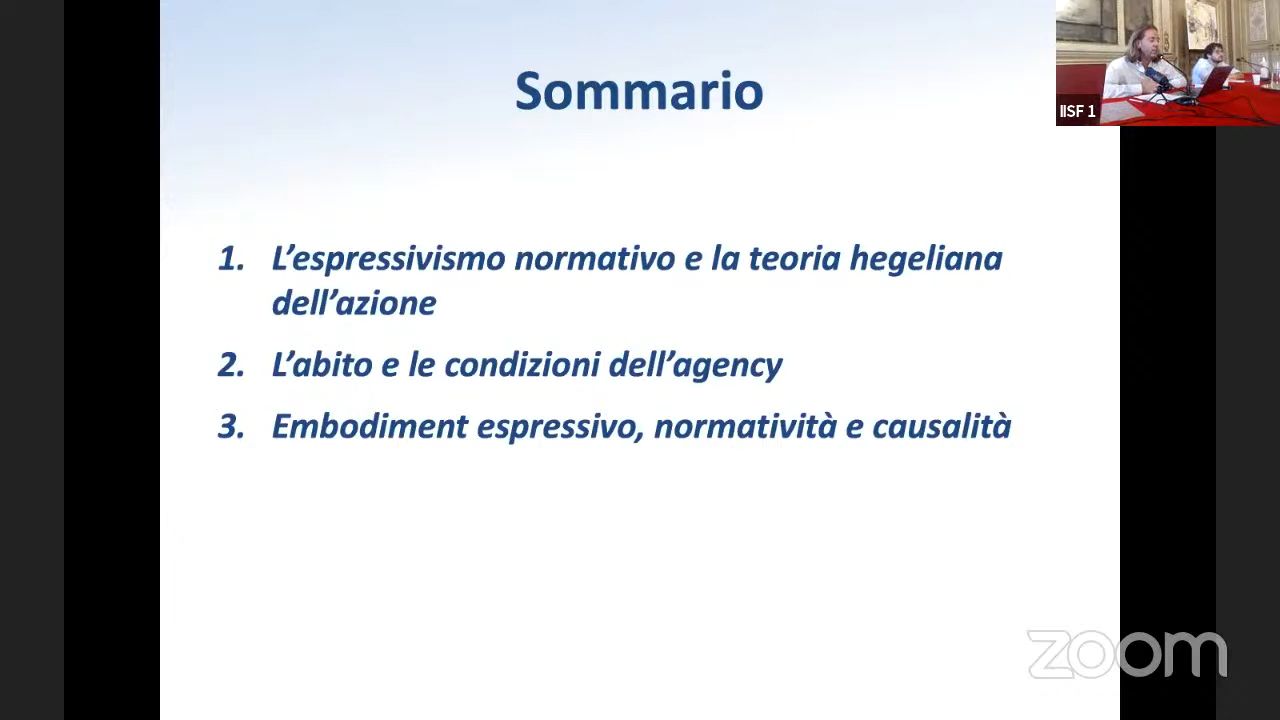 Sommario
IISF 1
1. L’espressivismo normativo e la teoria hegeliana
dell’azione
2. L’abito e le condizioni dell’agency
3. Embodiment espressivo, normatività e causalità
zoom